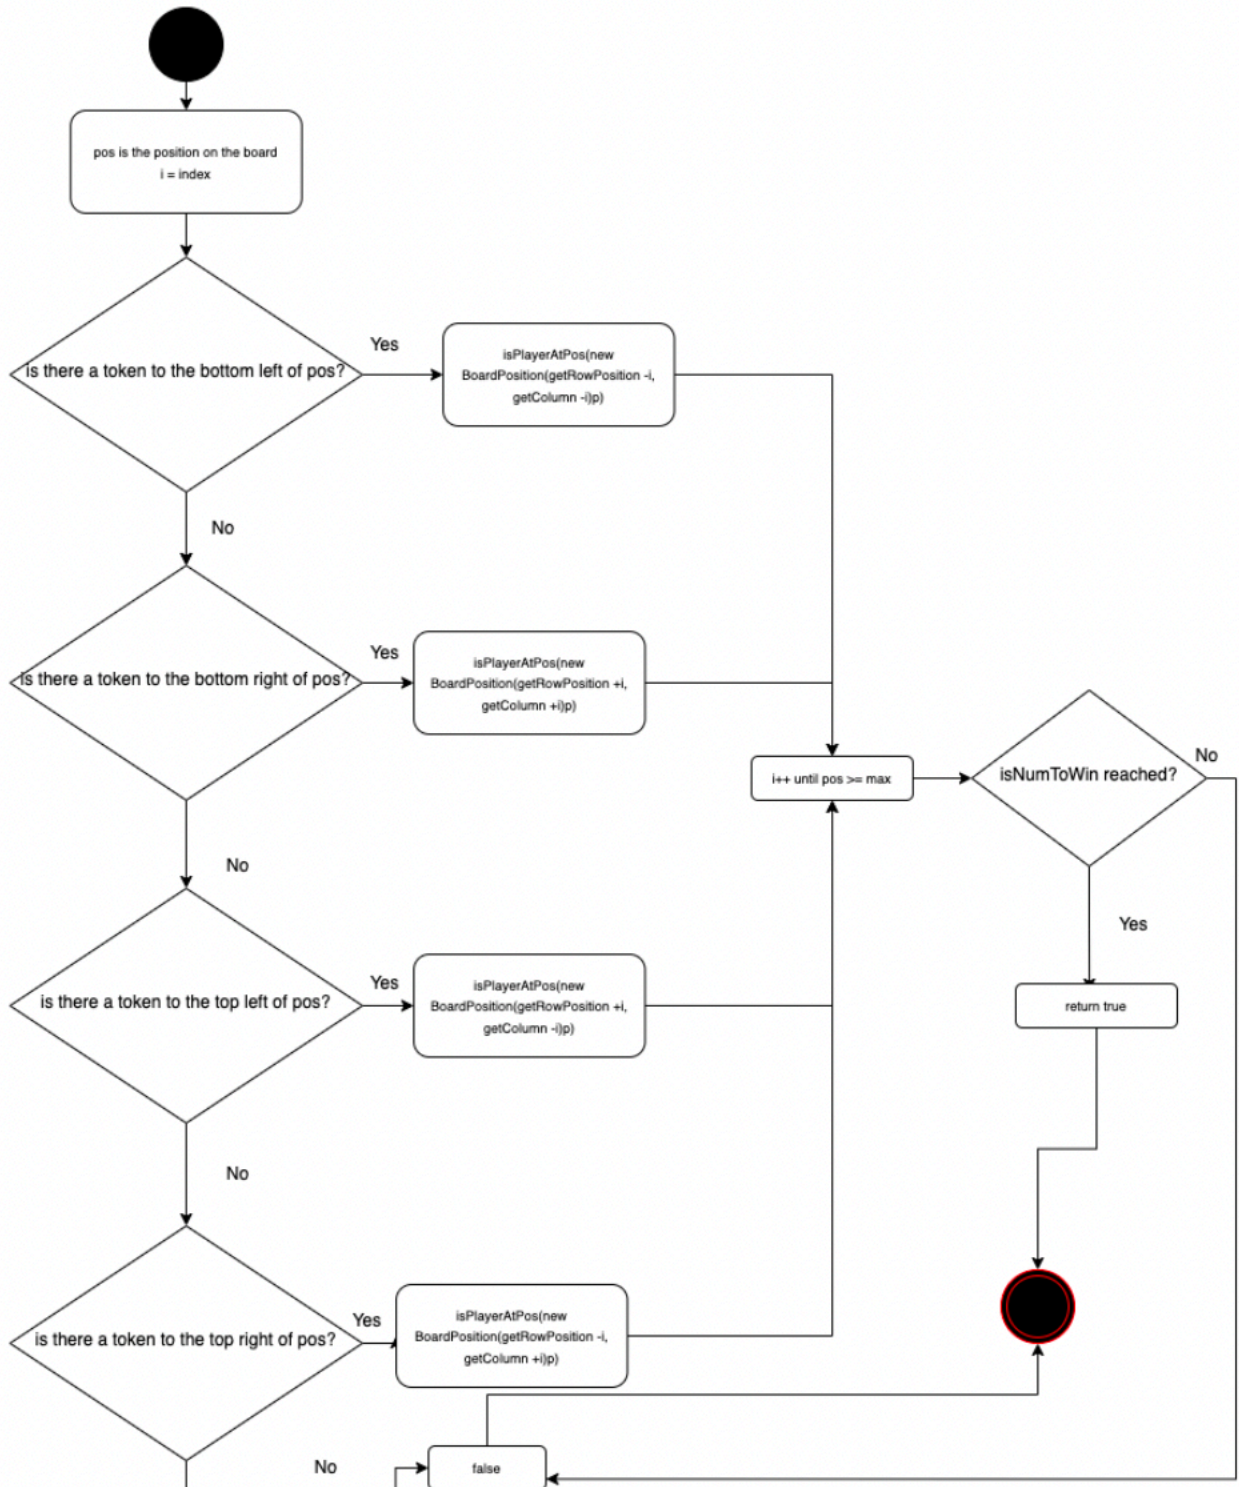 pos is the position on the board
i = index
is there a token to the bottom left of pos?
Yes
isPlayerAtPos(new
BoardPosition(getRowPosition -i,
getColumn -i)p)
No
is there a token to the bottom right of pos?
Yes
isPlayerAtPos(new
BoardPosition(getRowPosition +i,
getColumn +i)p)
i++ until pos >= max
isNumToWin reached?
No
No
Yes
is there a token to the top left of pos?
Yes
isPlayerAtPos(new
BoardPosition(getRowPosition +i,
getColumn -i)p)
return true
No
is there a token to the top right of pos?
Yes
isPlayerAtPos(new
BoardPosition(getRowPosition -i,
getColumn +i)p)
No
false